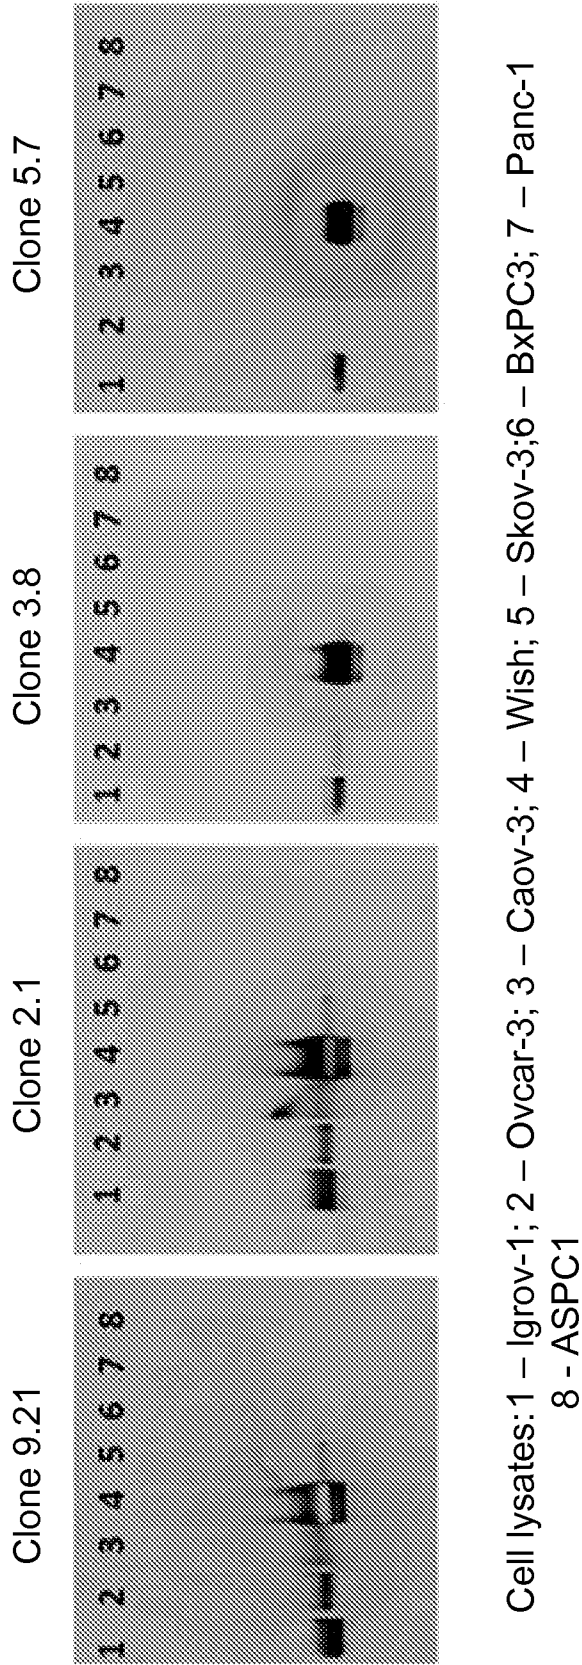 Clone 9.21
1 2 3 4 5 6 7 8
Clone 2.1
1 2 3 4 5 6 7 8
Clone 3.8
1 2 3 4 5 6 7 8
Clone 5.7
1 2 3 4 5 6 7 8
Cell lysates:1 – Igrov-1; 2 – Ovcar-3; 3 – Caov-3; 4 – Wish; 5 – Skov-3;6 – BxPC3; 7 – Panc-1
8 - ASPC1